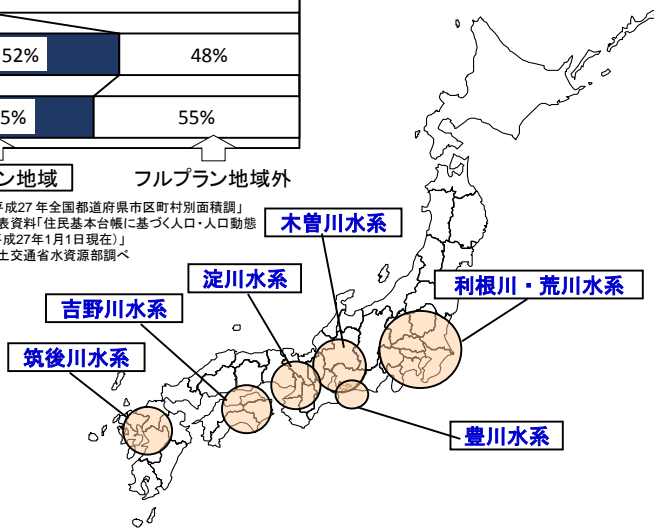 52% 48%
5% 55%
ン地域 フルプラン地域外
平成27 年全国都道府県市区町村別面積調」
表資料「住民基本台帳に基づく人口・人口動態
平成27年1月1日現在)」
土交通省水資源部調べ
木曽川水系
淀川水系
利根川・荒川水系
吉野川水系
筑後川水系
豊川水系